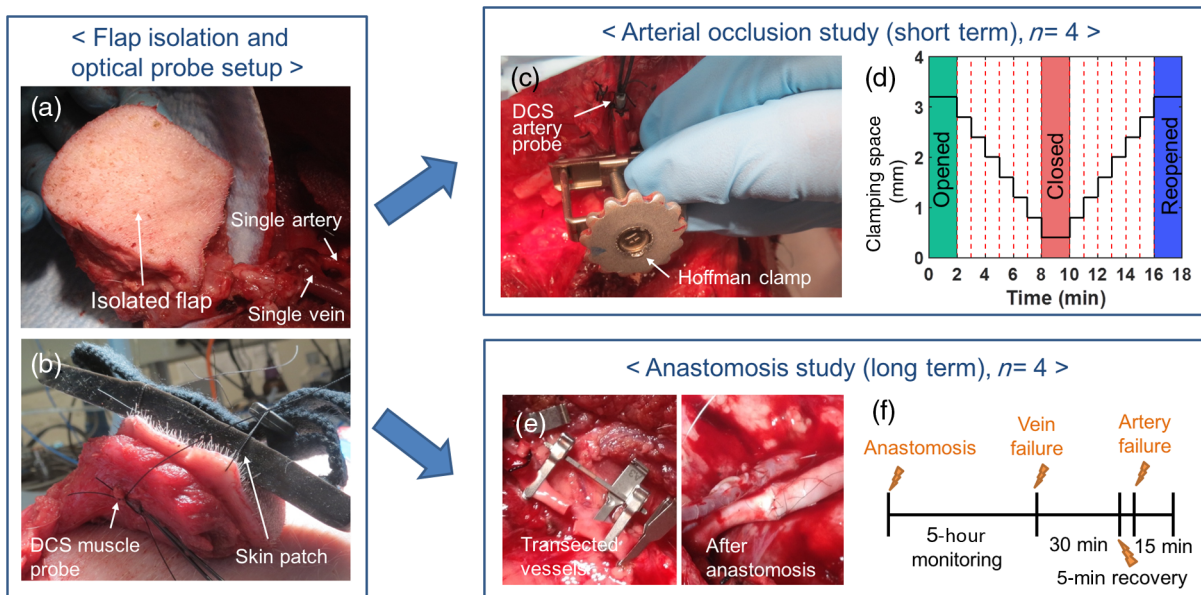 < Flap isolation and
optical probe setup >
(a)
Single artery
Isolated flap
Single vein
(b)
DCS muscle
probe
Skin patch
< Arterial occlusion study (short term), n= 4 >
(c)
DCS
artery
probe
Hoffman clamp
(d)
Clamping space
(mm)
4
3
2
1
0
Opened
Closed
Reopened
0 2 4 6 8 10 12 14 16 18
Time (min)
< Anastomosis study (long term), n= 4 >
(e)
Transected
vessels
After
anastomosis
(f)
Anastomosis
Vein
failure
Artery
failure
5-hour
monitoring
30 min
15 min
5-min recovery